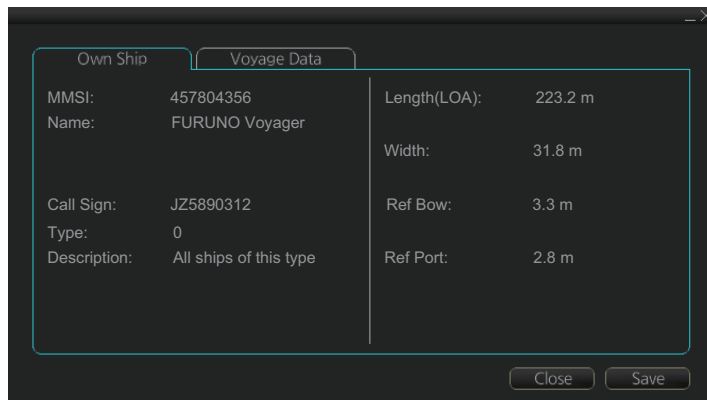 Own Ship
Voyage Data
MMSI: 457804356
Name: FURUNO Voyager
Call Sign: JZ5890312
Type: 0
Description: All ships of this type
Length(LOA): 223.2 m
Width: 31.8 m
Ref Bow: 3.3 m
Ref Port: 2.8 m
Close
Save